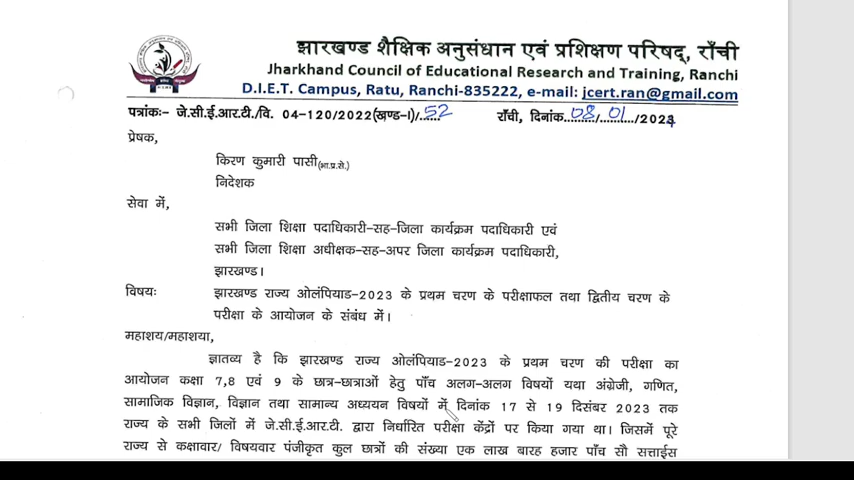 झारखण्ड शैक्षिक अनुसंधान एवं प्रशिक्षण परिषद्, राँची
Jharkhand Council of Educational Research and Training, Ranchi
D.I.E.T. Campus, Ratu, Ranchi-835222, e-mail: jcert.ran@gmail.com
पत्रांकः- जे.सी.ई.आर.टी./वि. 04-120/2022(खण्ड-I)/......52 राँची, दिनांक.....08.../...01..../2024
प्रेषक,
किरण कुमारी पासी(भा.प्र.से.)
निदेशक
सेवा में,
सभी जिला शिक्षा पदाधिकारी-सह-जिला कार्यक्रम पदाधिकारी एवं
सभी जिला शिक्षा अधीक्षक-सह-अपर जिला कार्यक्रम पदाधिकारी,
झारखण्ड।
विषयः झारखण्ड राज्य ओलंपियाड-2023 के प्रथम चरण के परीक्षाफल तथा द्वितीय चरण के
परीक्षा के आयोजन के संबंध में।
महाशय/महाशया,
ज्ञातव्य है कि झारखण्ड राज्य ओलंपियाड-2023 के प्रथम चरण की परीक्षा का
आयोजन कक्षा 7,8 एवं 9 के छात्र-छात्राओं हेतु पाँच अलग-अलग विषयों यथा अंग्रेजी, गणित,
सामाजिक विज्ञान, विज्ञान तथा सामान्य अध्ययन विषयों में दिनांक 17 से 19 दिसंबर 2023 तक
राज्य के सभी जिलों में जे.सी.ई.आर.टी. द्वारा निर्धारित परीक्षा केंद्रों पर किया गया था। जिसमें पूरे
राज्य से कक्षावार/ विषयवार पंजीकृत कुल छात्रों की संख्या एक लाख बारह हजार पाँच सौ सत्ताईस